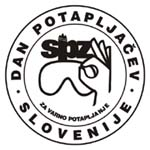 DAN POTAPLJAČEV
spz
ZA VARNO POTAPLJANJE
SLOVENIJE